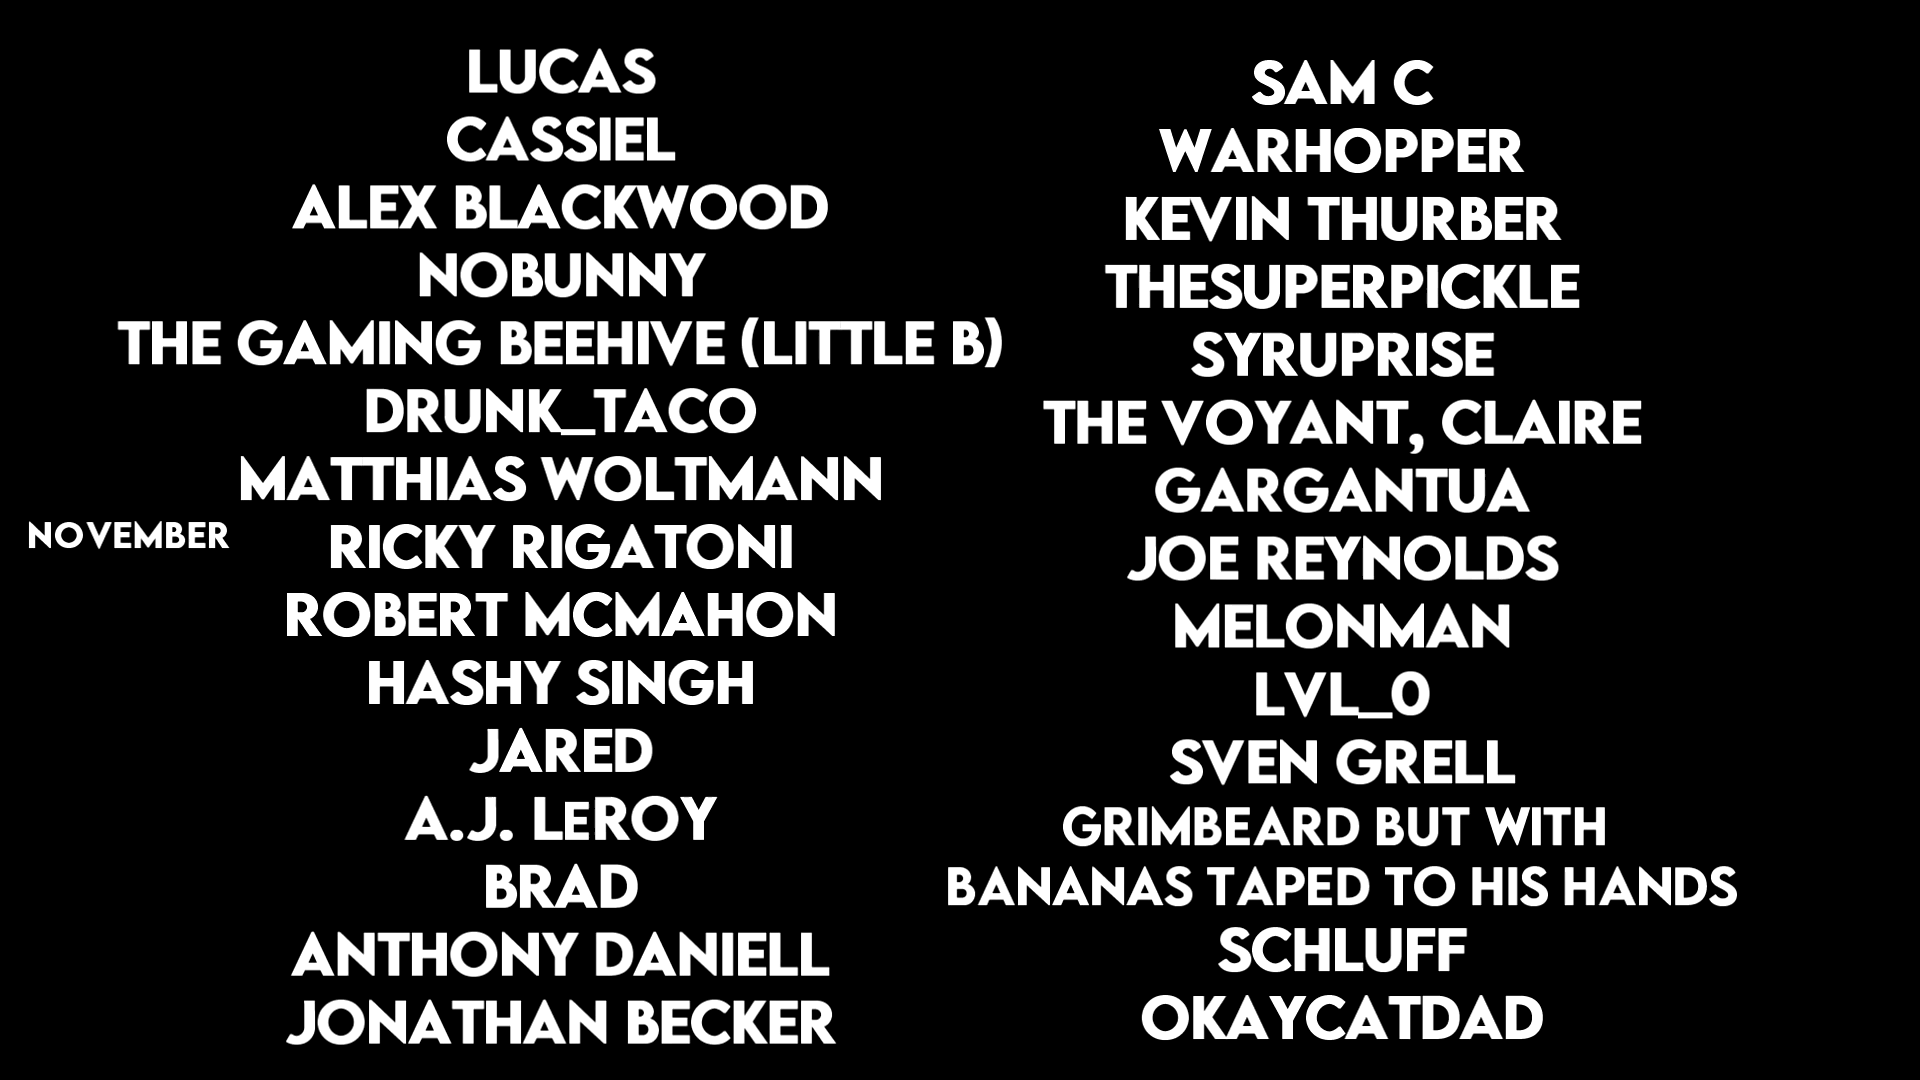 LUCAS
CASSIEL
ALEX BLACKWOOD
NOBUNNY
THE GAMING BEEHIVE (LITTLE B)
DRUNK_TACO
MATTHIAS WOLTMANN
NOVEMBER
RICKY RIGATONI
ROBERT MCMAHON
HASHY SINGH
JARED
A.J. LeROY
BRAD
ANTHONY DANIELL
JONATHAN BECKER
SAM C
WARHOPPER
KEVIN THURBER
THESUPERPICKLE
SYRUPRISE
THE VOYANT, CLAIRE
GARGANTUA
JOE REYNOLDS
MELONMAN
LVL_0
SVEN GRELL
GRIMBEARD BUT WITH
BANANAS TAPED TO HIS HANDS
SCHLUFF
OKAYCATDAD